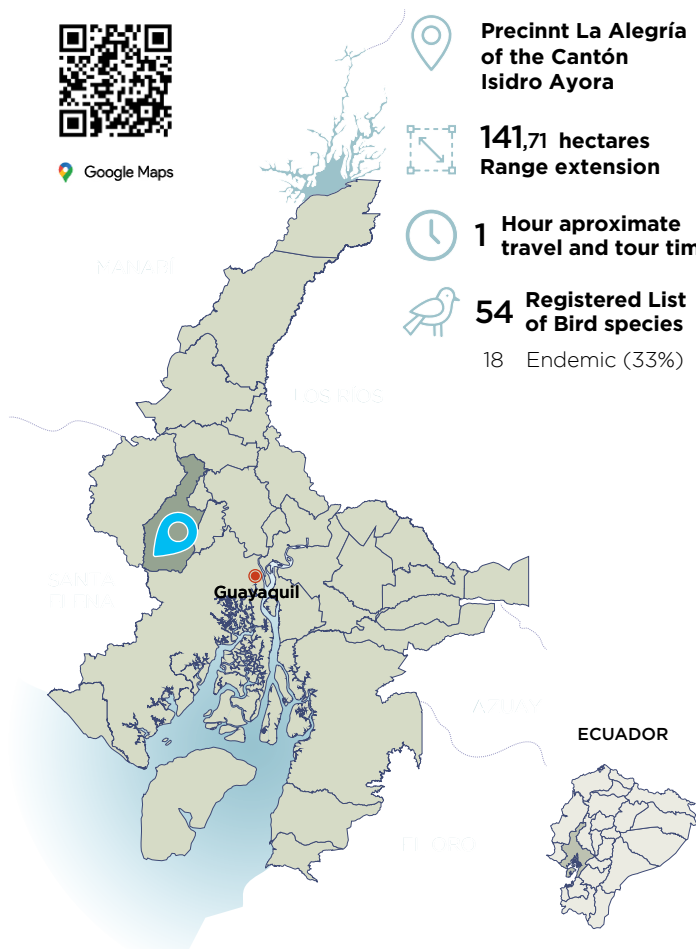 Precinnt La Alegría
of the Cantón
Isidro Ayora
Google Maps
141,71 hectares
Range extension
1 Hour aproximate
travel and tour tim
MANABÍ
54 Registered List
of Bird species
18 Endemic (33%)
LOS RÍOS
SANTA
ELENA
Guayaquil
AZUAY
ECUADOR
EL ORO